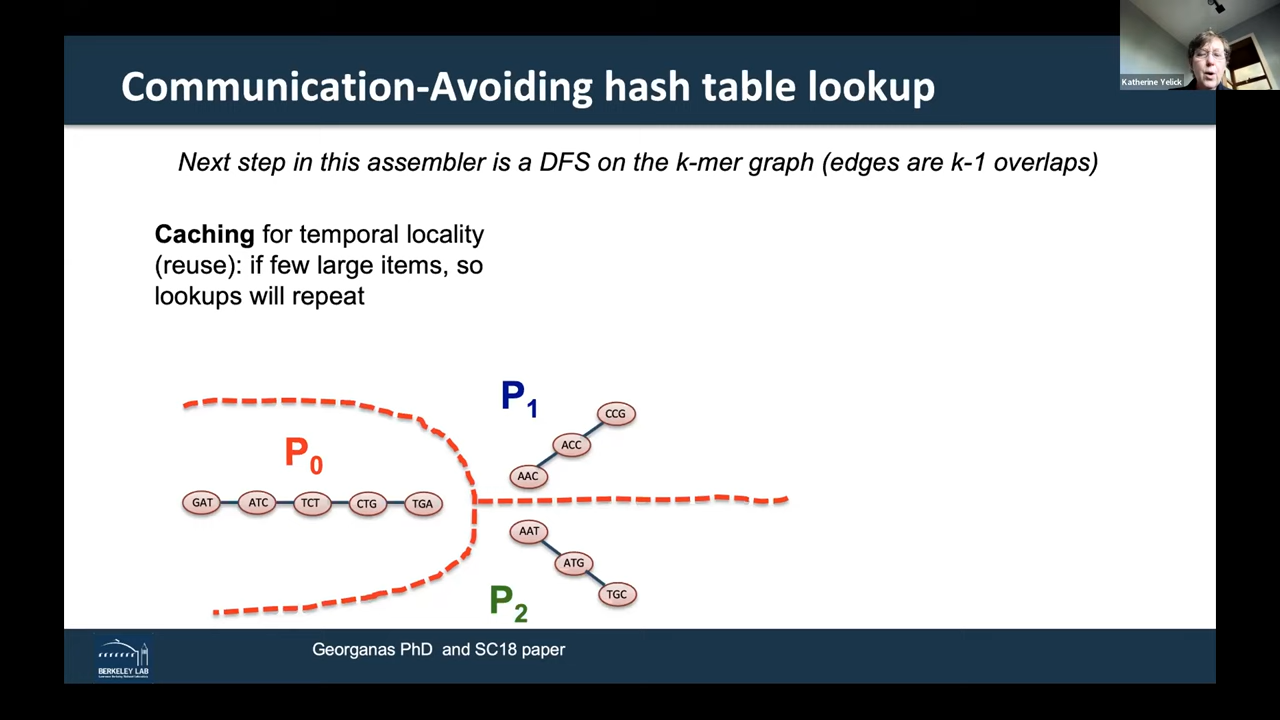 Communication-Avoiding hash table lookup
Katherine Yelick
Next step in this assembler is a DFS on the k-mer graph (edges are k-1 overlaps)
Caching for temporal locality
(reuse): if few large items, so
lookups will repeat
P1
CCG
ACC
AAC
P0
GAT ATC TCT CTG TGA
AAT
ATG
TGC
P2
Georganas PhD and SC18 paper
BERKELEY LAB